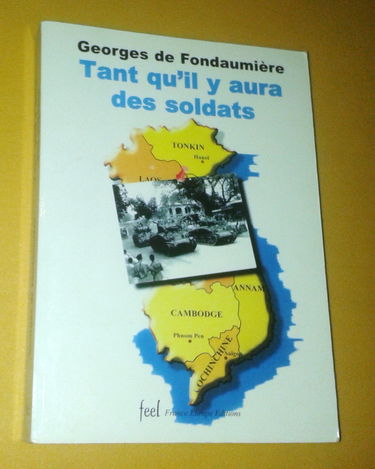 Georges de Fondaumière
Tant qu'il y aura
des soldats
TONKIN
Hanoï
LAOS
ANNAM
CAMBODGE
Phnom Pen
COCHINCHINE
Saïgon
feel France Europe Editions